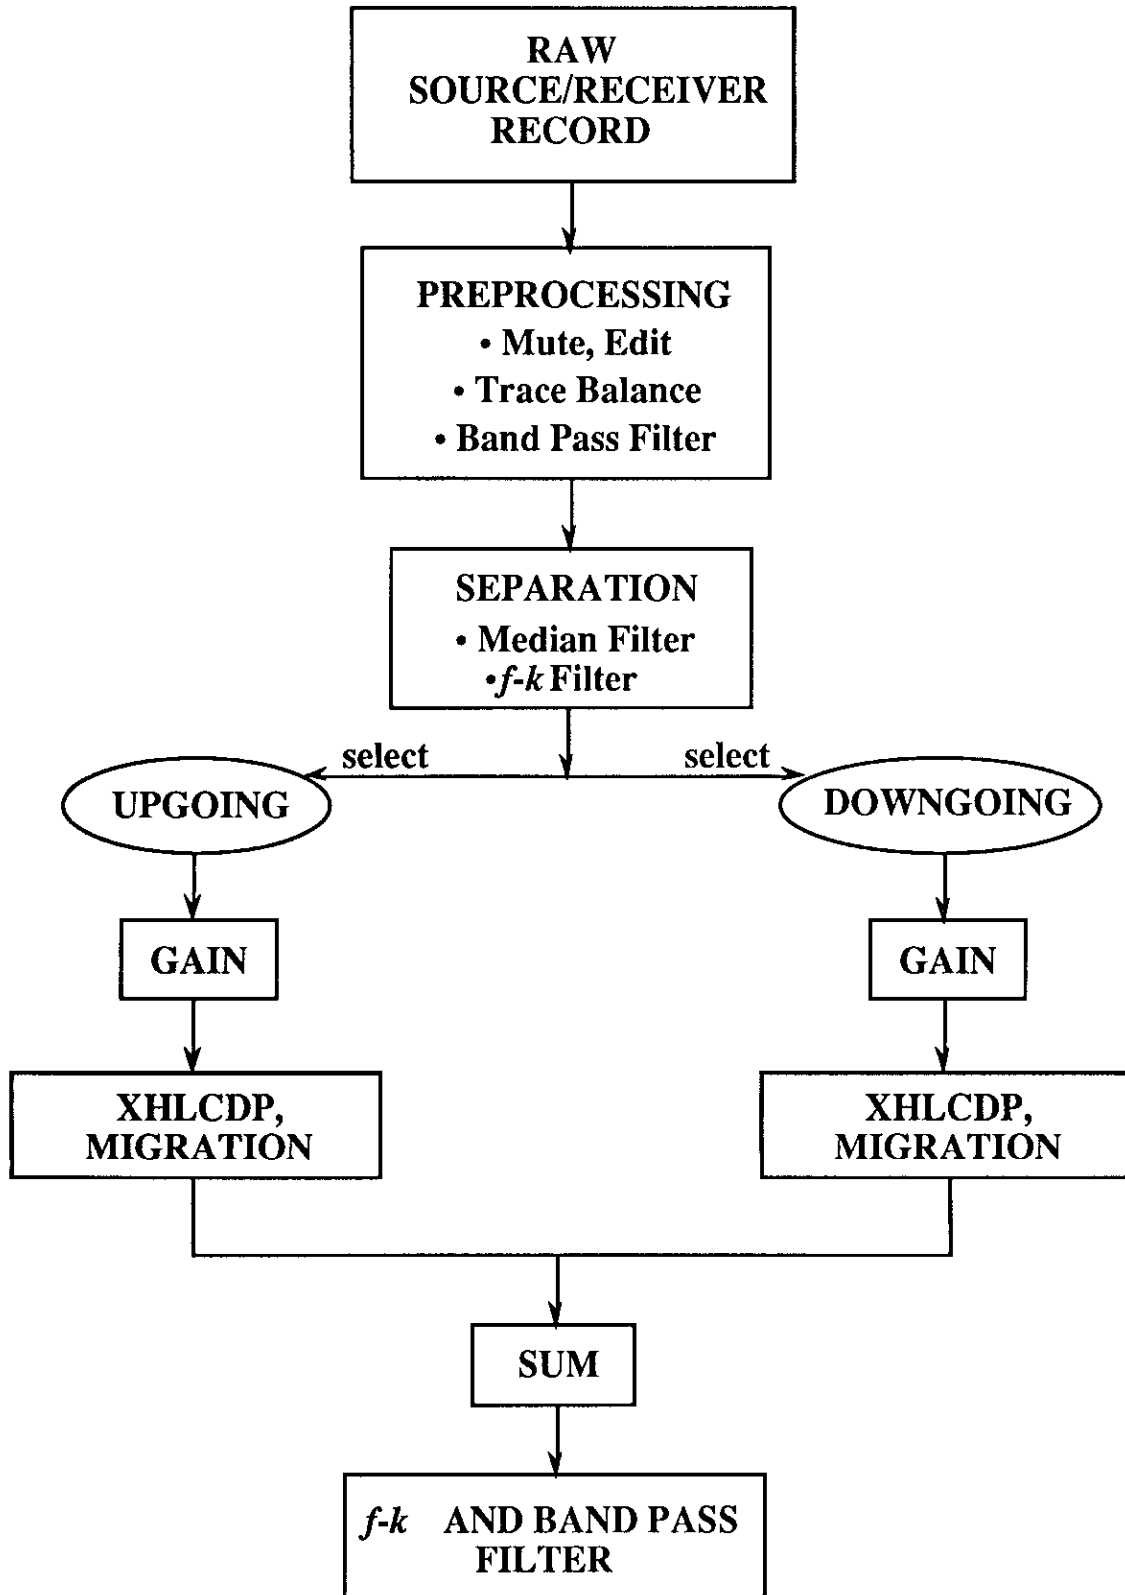 RAW
SOURCE/RECEIVER
RECORD
PREPROCESSING
• Mute, Edit
• Trace Balance
• Band Pass Filter
SEPARATION
• Median Filter
•f-k Filter
select
select
UPGOING
DOWNGOING
GAIN
GAIN
XHLCDP,
MIGRATION
XHLCDP,
MIGRATION
SUM
f-k AND BAND PASS
FILTER